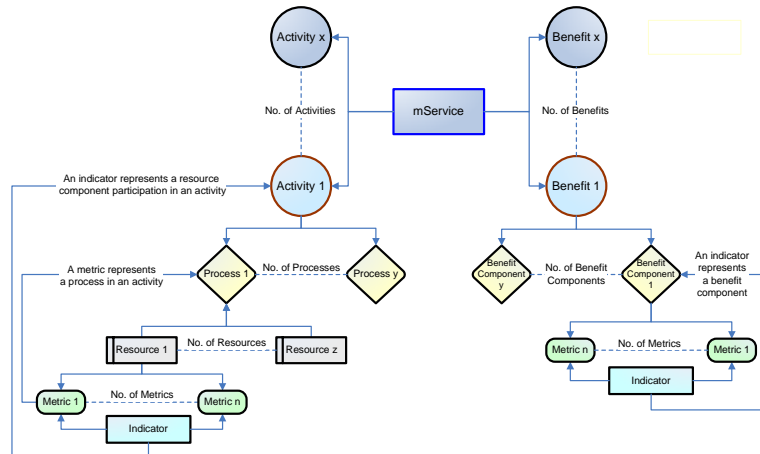 Activity x
Benefit x
No. of Activities
mService
No. of Benefits
An indicator represents a resource
component participation in an activity
Activity 1
Benefit 1
A metric represents
a process in an activity
Process 1
No. of Processes
Process y
Benefit
Component
y
No. of Benefit
Components
Benefit
Component
1
An indicator
represents
a benefit
component
Resource 1
No. of Resources
Resource z
Metric n
No. of Metrics
Metric 1
Indicator
Metric 1
No. of Metrics
Metric n
Indicator